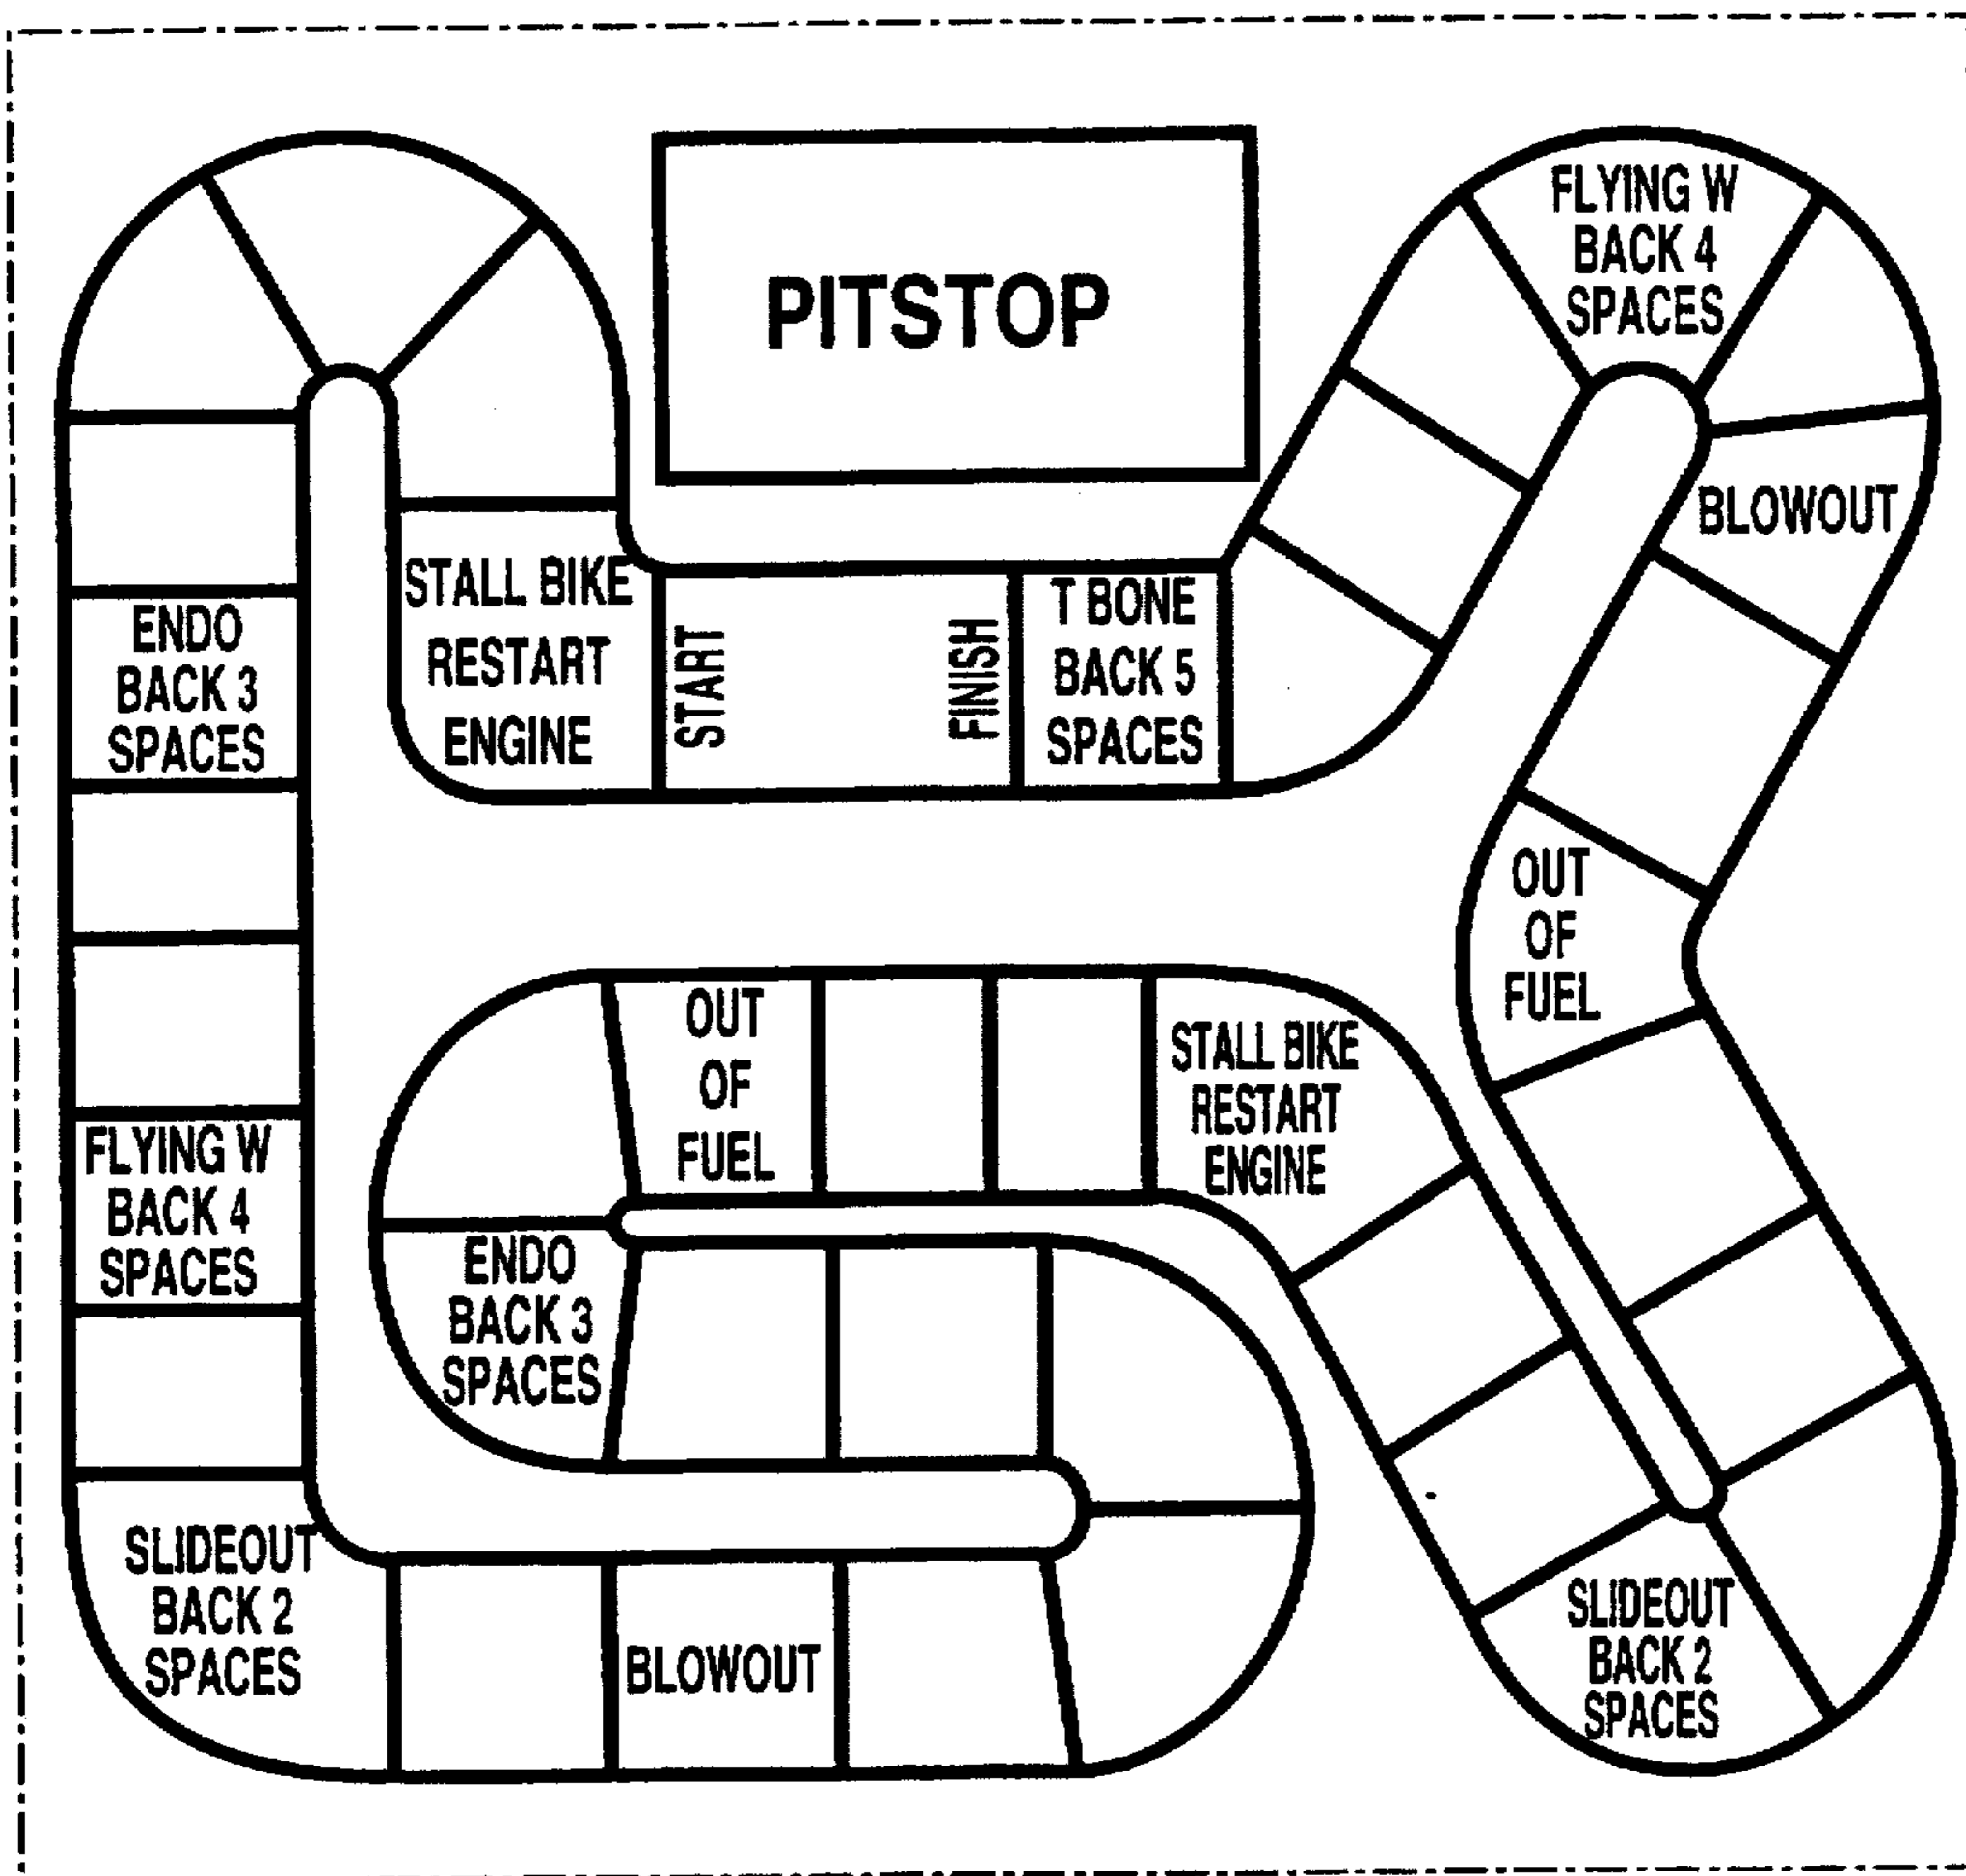 PITSTOP
FLYING W
BACK 4
SPACES
BLOWOUT
STALL BIKE
RESTART
ENGINE
START
FINISH
T BONE
BACK 5
SPACES
ENDO
BACK 3
SPACES
OUT
OF
FUEL
OUT
OF
FUEL
STALL BIKE
RESTART
ENGINE
FLYING W
BACK 4
SPACES
ENDO
BACK 3
SPACES
SLIDEOUT
BACK 2
SPACES
BLOWOUT
SLIDEOUT
BACK 2
SPACES